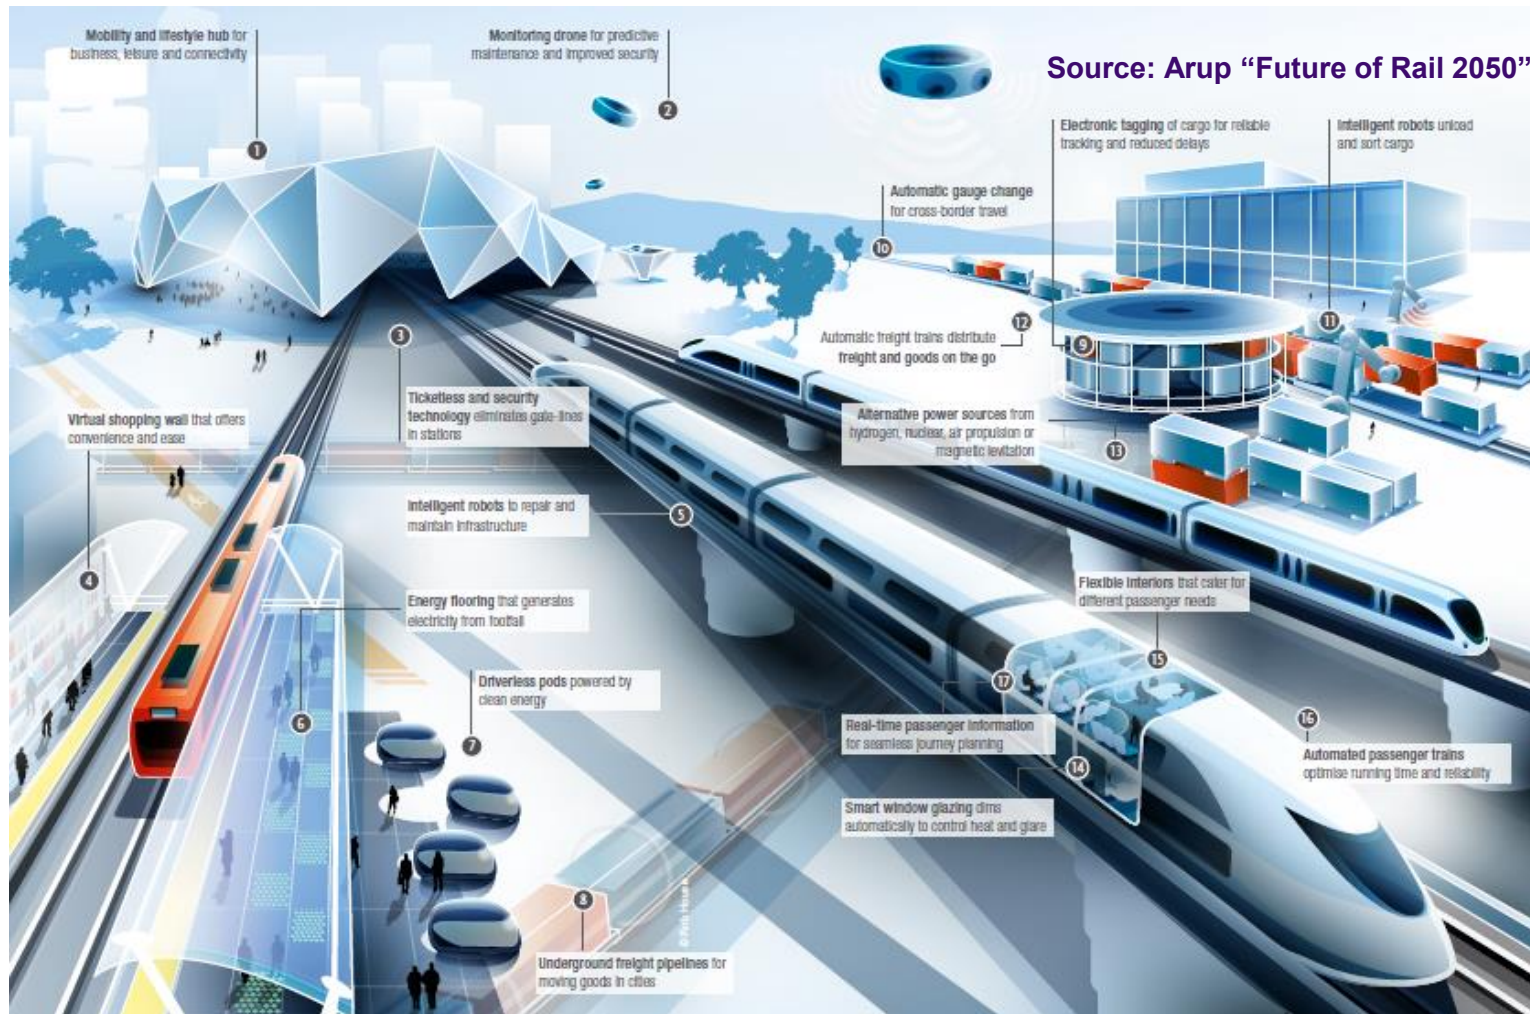 Mobility and lifestyle hub for
business, leisure and connectivity
1
Monitoring drone for predictive
maintenance and improved security
2
Source: Arup “Future of Rail 2050”
Electronic tagging of cargo for reliable
tracking and reduced delays
Intelligent robots unload
and sort cargo
Automatic gauge change
for cross-border travel
10
11
12
Automatic freight trains distribute
freight and goods on the go
9
3
Ticketless and security
technology eliminates gate-lines
in stations
Virtual shopping wall that offers
convenience and ease
4
Alternative power sources from
hydrogen, nuclear, air propulsion or
magnetic levitation
13
Intelligent robots to repair and
maintain infrastructure
5
Energy flooring that generates
electricity from footfall
6
Flexible interiors that cater for
different passenger needs
15
Driverless pods powered by
clean energy
7
17
Real-time passenger information
for seamless journey planning
16
Automated passenger trains
optimise running time and reliability
14
Smart window glazing dims
automatically to control heat and glare
8
Underground freight pipelines for
moving goods in cities